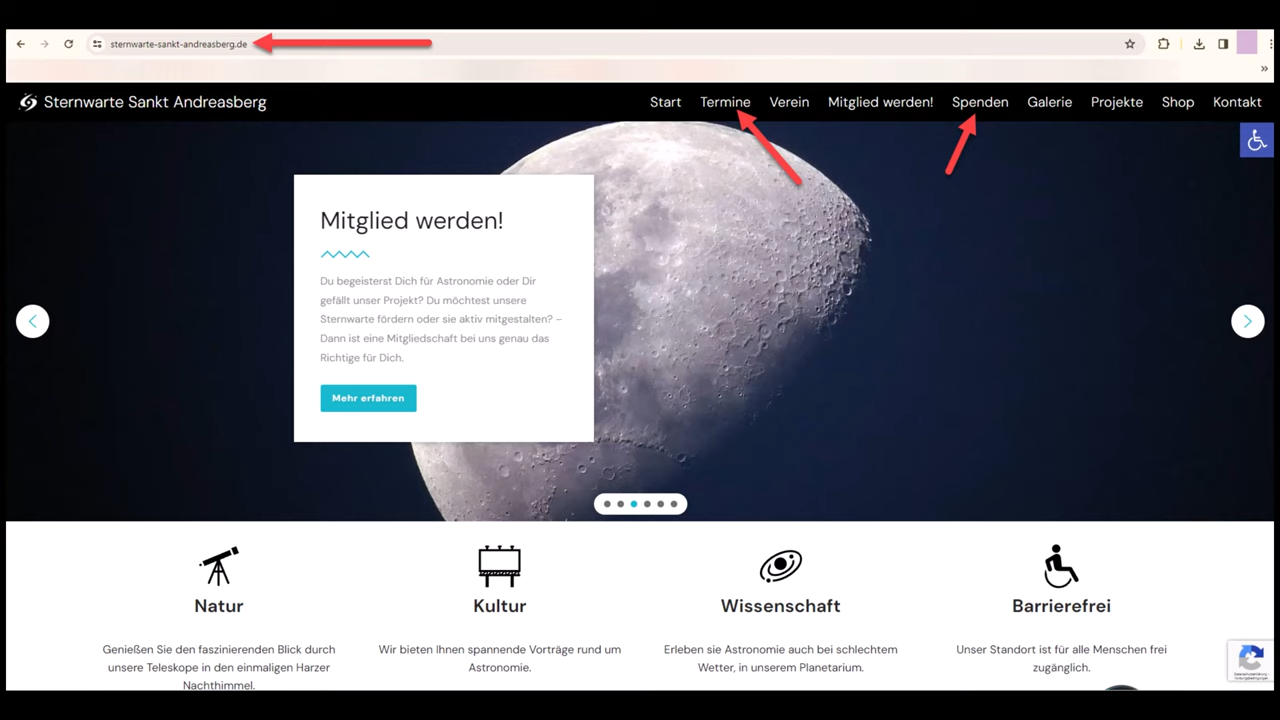 sternwarte-sankt-andreasberg.de
Sternwarte Sankt Andreasberg
Start Termine Verein Mitglied werden! Spenden Galerie Projekte Shop Kontakt
Mitglied werden!
Du begeisterst Dich für Astronomie oder Dir
gefällt unser Projekt? Du möchtest unsere
Sternwarte fördern oder sie aktiv mitgestalten? –
Dann ist eine Mitgliedschaft bei uns genau das
Richtige für Dich.
Mehr erfahren
Natur
Genießen Sie den faszinierenden Blick durch
unsere Teleskope in den einmaligen Harzer
Nachthimmel.
Kultur
Wir bieten Ihnen spannende Vorträge rund um
Astronomie.
Wissenschaft
Erleben sie Astronomie auch bei schlechtem
Wetter, in unserem Planetarium.
Barrierefrei
Unser Standort ist für alle Menschen frei
zugänglich.